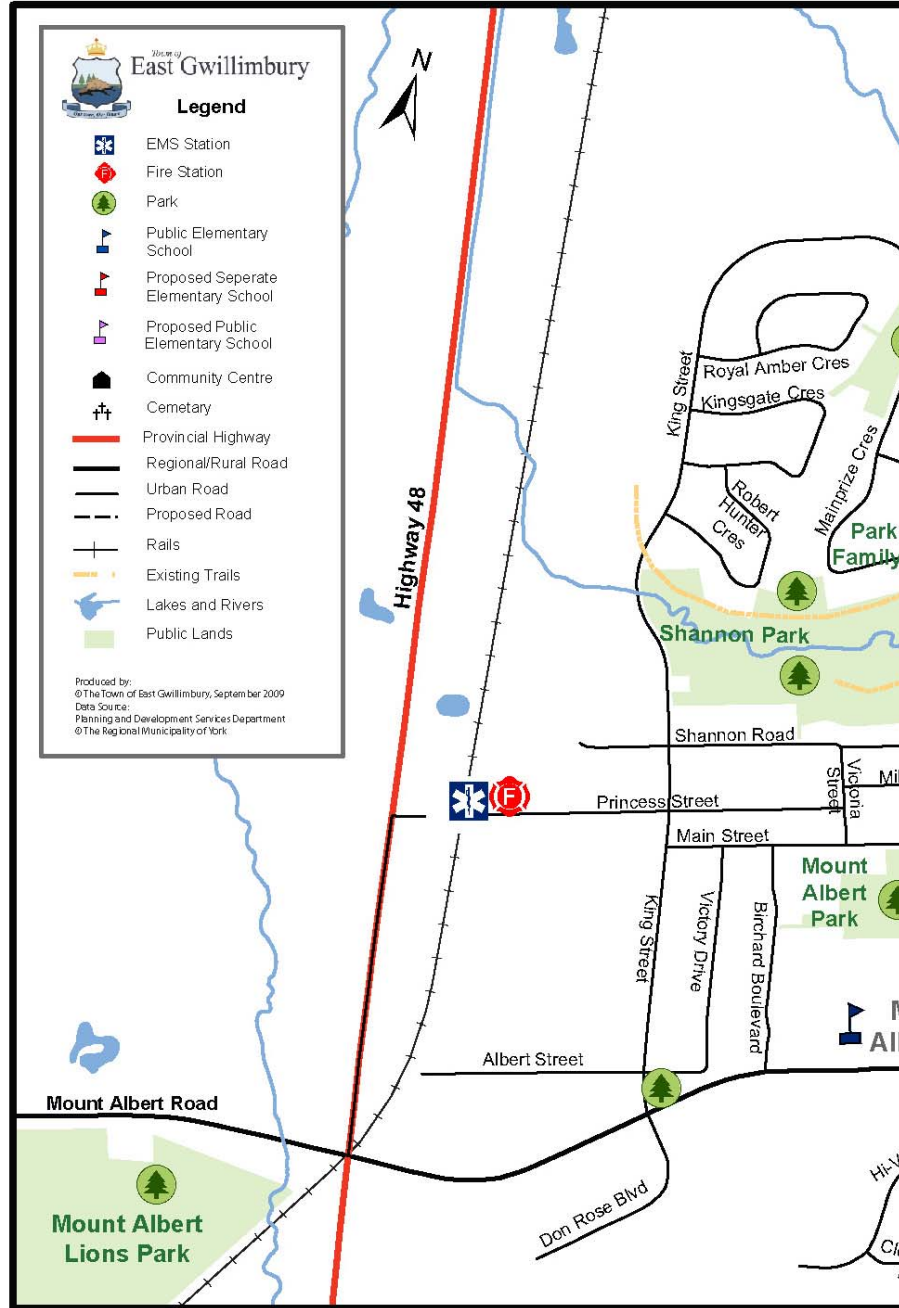 Town of
East Gwillimbury
Legend
EMS Station
F
Fire Station
Park
Public Elementary
School
Proposed Seperate
Elementary School
Proposed Public
Elementary School
Community Centre
Cemetary
Provincial Highway
Regional/Rural Road
Urban Road
Proposed Road
Rails
Existing Trails
Lakes and Rivers
Public Lands
Produced by:
© The Town of East Gwillimbury, September 2009
Data Source:
Planning and Development Services Department
© The Regional Municipality of York
N
Highway 48
King Street
Royal Amber Cres
Kingsgate Cres
Robert
Hunter
Cres
Mainprize Cres
Park
Family
Shannon Park
Shannon Road
Victoria
Street
Mil
F
Princess Street
Main Street
Mount
Albert
Park
King Street
Victory Drive
Birchard Boulevard
M
Alb
Albert Street
Mount Albert Road
Mount Albert
Lions Park
Don Rose Blvd
Hi-V
Cl